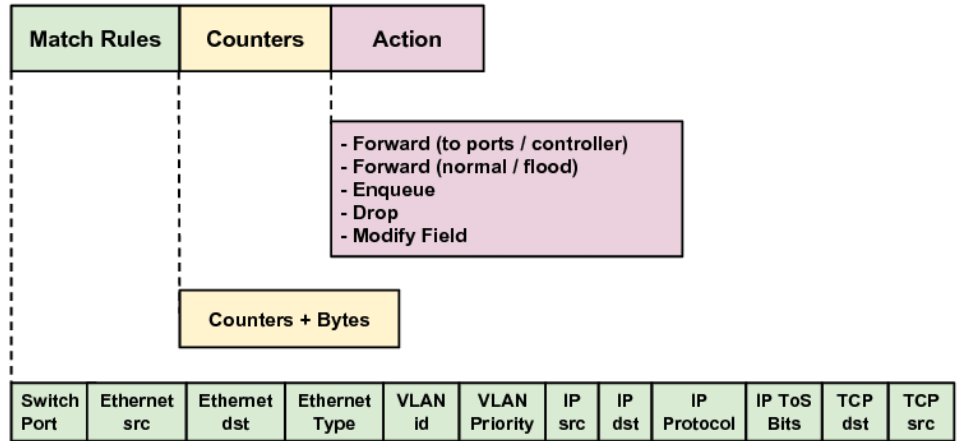 Match Rules Counters Action
- Forward (to ports / controller)
- Forward (normal / flood)
- Enqueue
- Drop
- Modify Field
Counters + Bytes
Switch Ethernet Ethernet Ethernet VLAN VLAN IP IP IP IP ToS TCP TCP
Port src dst Type id Priority src dst Protocol Bits dst src